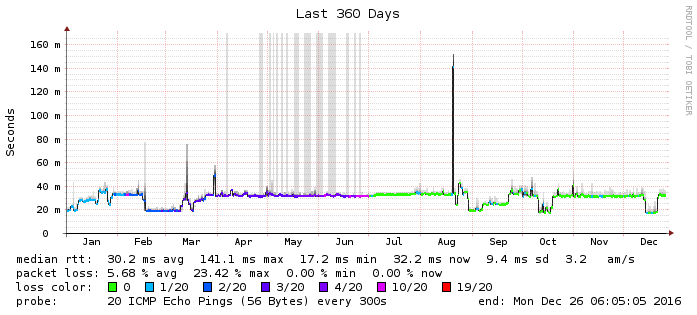 Last 360 Days
RRDTOOL / TOBI OETIKER
Seconds
160 m
140 m
120 m
100 m
80 m
60 m
40 m
20 m
0
Jan Feb Mar Apr May Jun Jul Aug Sep Oct Nov Dec
median rtt: 30.2 ms avg 141.1 ms max 17.2 ms min 32.2 ms now 9.4 ms sd 3.2 am/s
packet loss: 5.68 % avg 23.42 % max 0.00 % min 0.00 % now
loss color: 0 1/20 2/20 3/20 4/20 10/20 19/20
probe: 20 ICMP Echo Pings (56 Bytes) every 300s end: Mon Dec 26 06:05:05 2016